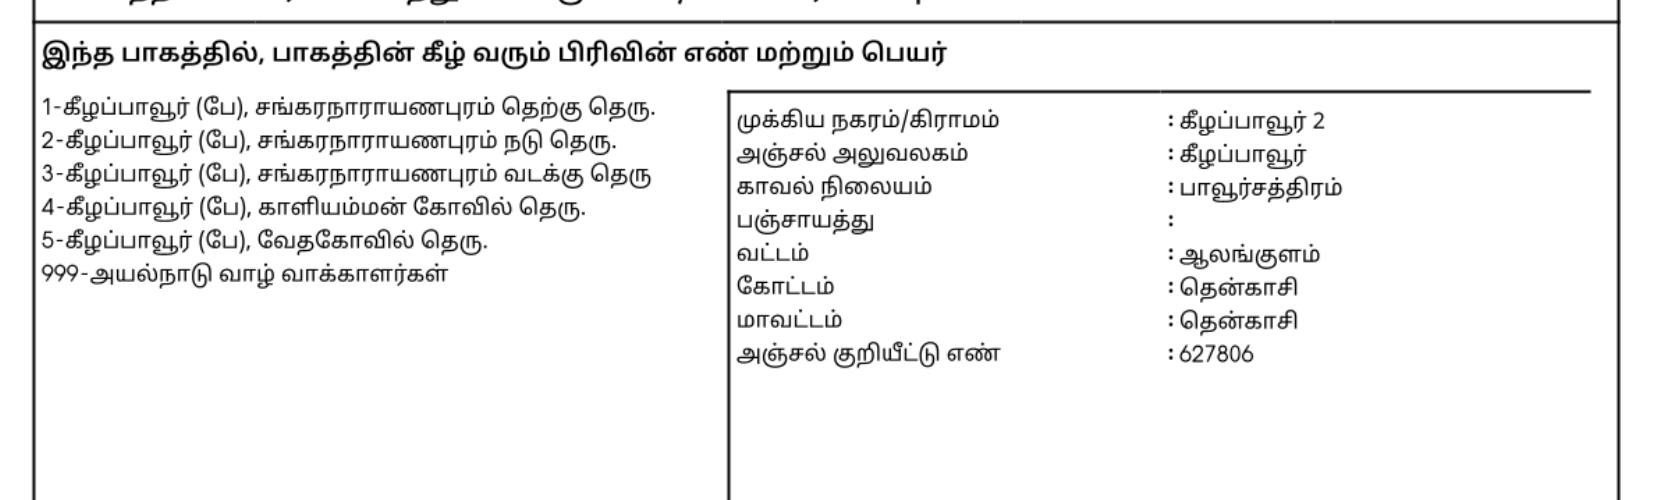 இந்த பாகத்தில், பாகத்தின் கீழ் வரும் பிரிவின் எண் மற்றும் பெயர்
1-கீழப்பாவூர் (பே), சங்கரநாராயணபுரம் தெற்கு தெரு.
2-கீழப்பாவூர் (பே), சங்கரநாராயணபுரம் நடு தெரு.
3-கீழப்பாவூர் (பே), சங்கரநாராயணபுரம் வடக்கு தெரு
4-கீழப்பாவூர் (பே), காளியம்மன் கோவில் தெரு.
5-கீழப்பாவூர் (பே), வேதகோவில் தெரு.
999-அயல்நாடு வாழ் வாக்காளர்கள்
முக்கிய நகரம்/கிராமம் : கீழப்பாவூர் 2
அஞ்சல் அலுவலகம் : கீழப்பாவூர்
காவல் நிலையம் : பாவூர்சத்திரம்
பஞ்சாயத்து :
வட்டம் : ஆலங்குளம்
கோட்டம் : தென்காசி
மாவட்டம் : தென்காசி
அஞ்சல் குறியீட்டு எண் : 627806